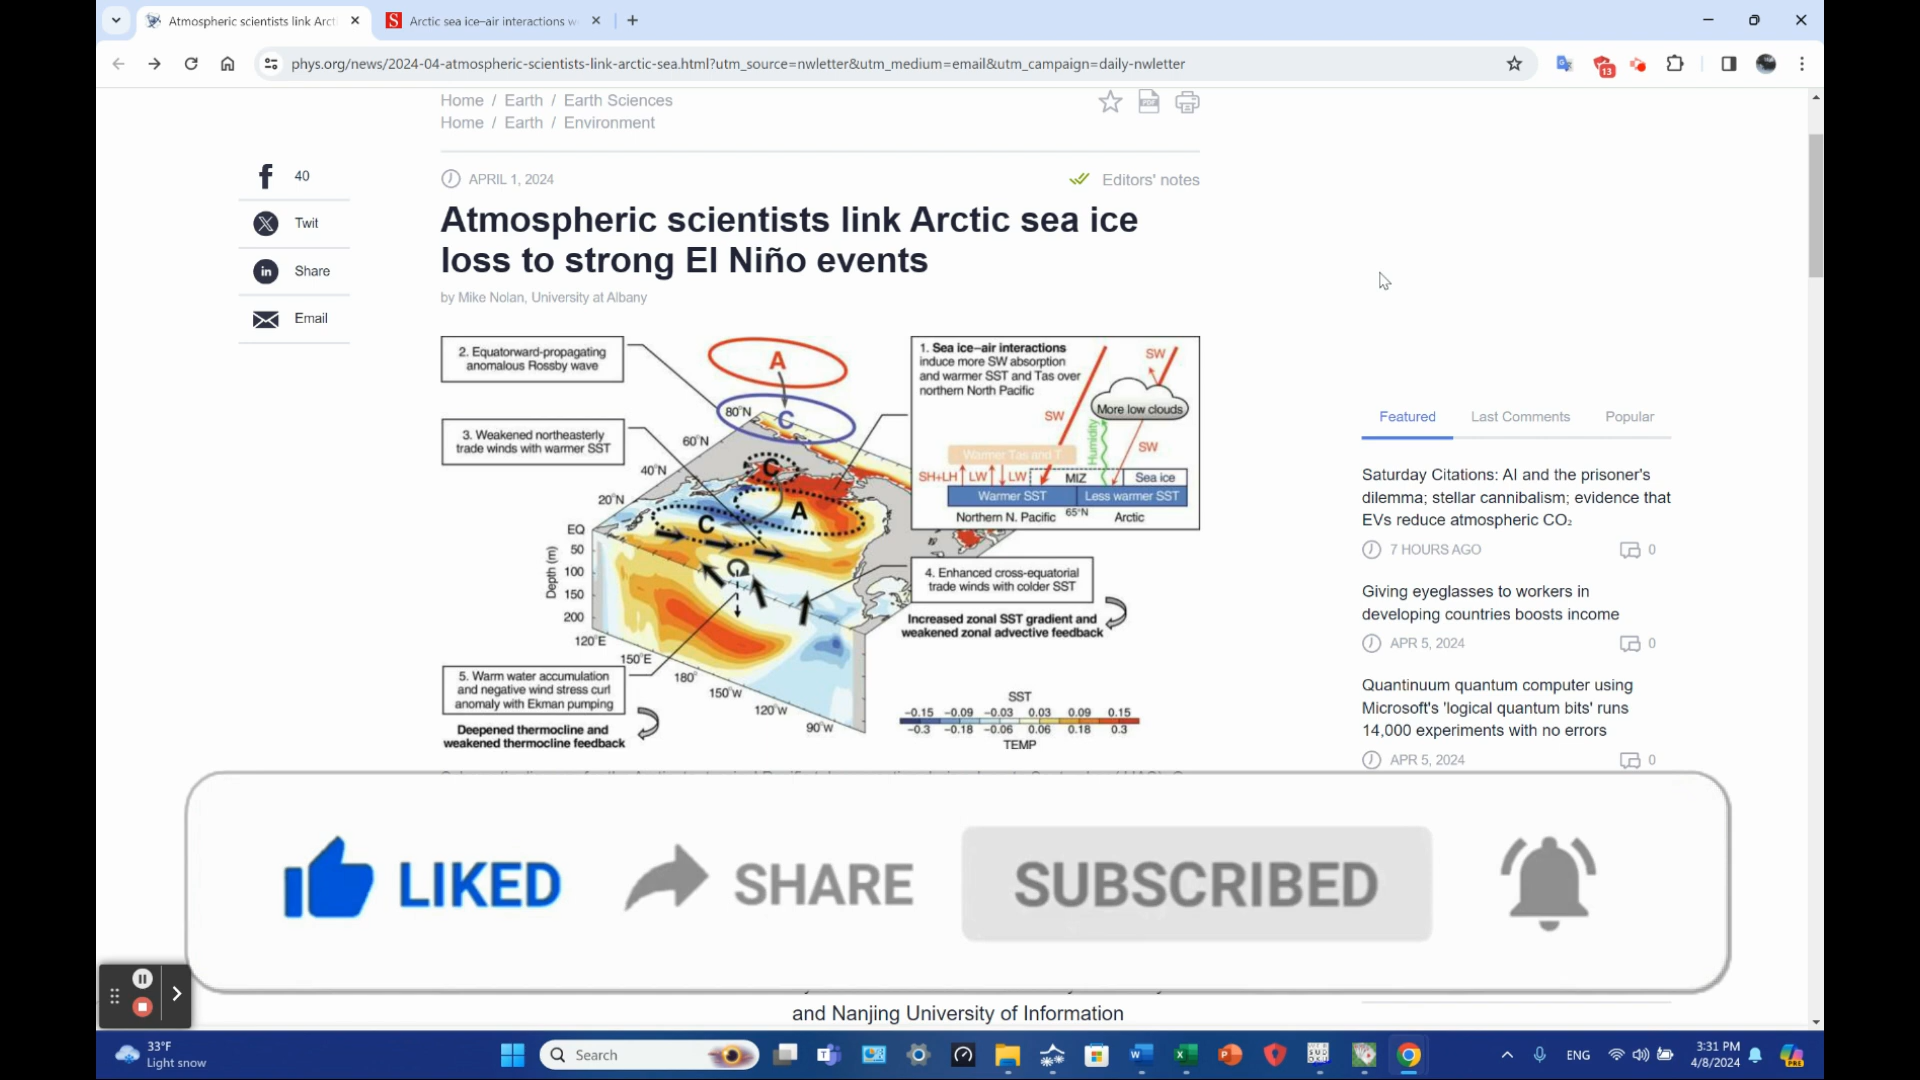 Atmospheric scientists link Arcti
Arctic sea ice–air interactions w
phys.org/news/2024-04-atmospheric-scientists-link-arctic-sea.html?utm_source=nwletter&utm_medium=email&utm_campaign=daily-nwletter
13
Home / Earth / Earth Sciences
Home / Earth / Environment
PDF
40
Twit
Share
Email
APRIL 1, 2024
Editors' notes
Atmospheric scientists link Arctic sea ice
loss to strong El Niño events
by Mike Nolan, University at Albany
2. Equatorward-propagating
anomalous Rossby wave
3. Weakened northeasterly
trade winds with warmer SST
A
C
80°N
60°N
40°N
20°N
EQ
C
A
C
1. Sea ice–air interactions
induce more SW absorption
and warmer SST and Tas over
northern North Pacific
SW
SW
More low clouds
Humidity
SW
Warmer Tas and T
SH+LH
LW
LW
MIZ
Sea ice
Warmer SST
Less warmer SST
Northern N. Pacific
65°N
Arctic
Depth (m)
50
100
150
200
120°E
150°E
180°
150°W
120°W
90°W
4. Enhanced cross-equatorial
trade winds with colder SST
Increased zonal SST gradient and
weakened zonal advective feedback
5. Warm water accumulation
and negative wind stress curl
anomaly with Ekman pumping
Deepened thermocline and
weakened thermocline feedback
SST
−0.15 −0.09 −0.03 0.03 0.09 0.15
−0.3 −0.18 −0.06 0.06 0.18 0.3
TEMP
Featured
Last Comments
Popular
Saturday Citations: AI and the prisoner's
dilemma; stellar cannibalism; evidence that
EVs reduce atmospheric CO₂
7 HOURS AGO
0
Giving eyeglasses to workers in
developing countries boosts income
APR 5, 2024
0
Quantinuum quantum computer using
Microsoft's 'logical quantum bits' runs
14,000 experiments with no errors
APR 5, 2024
0
LIKED
SHARE
SUBSCRIBED
and Nanjing University of Information
33°F
Light snow
Search
ENG
3:31 PM
4/8/2024